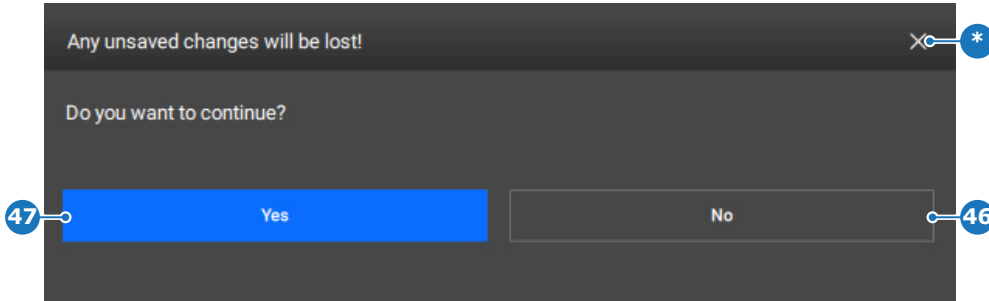 Any unsaved changes will be lost!
*
Do you want to continue?
47
Yes
No
46